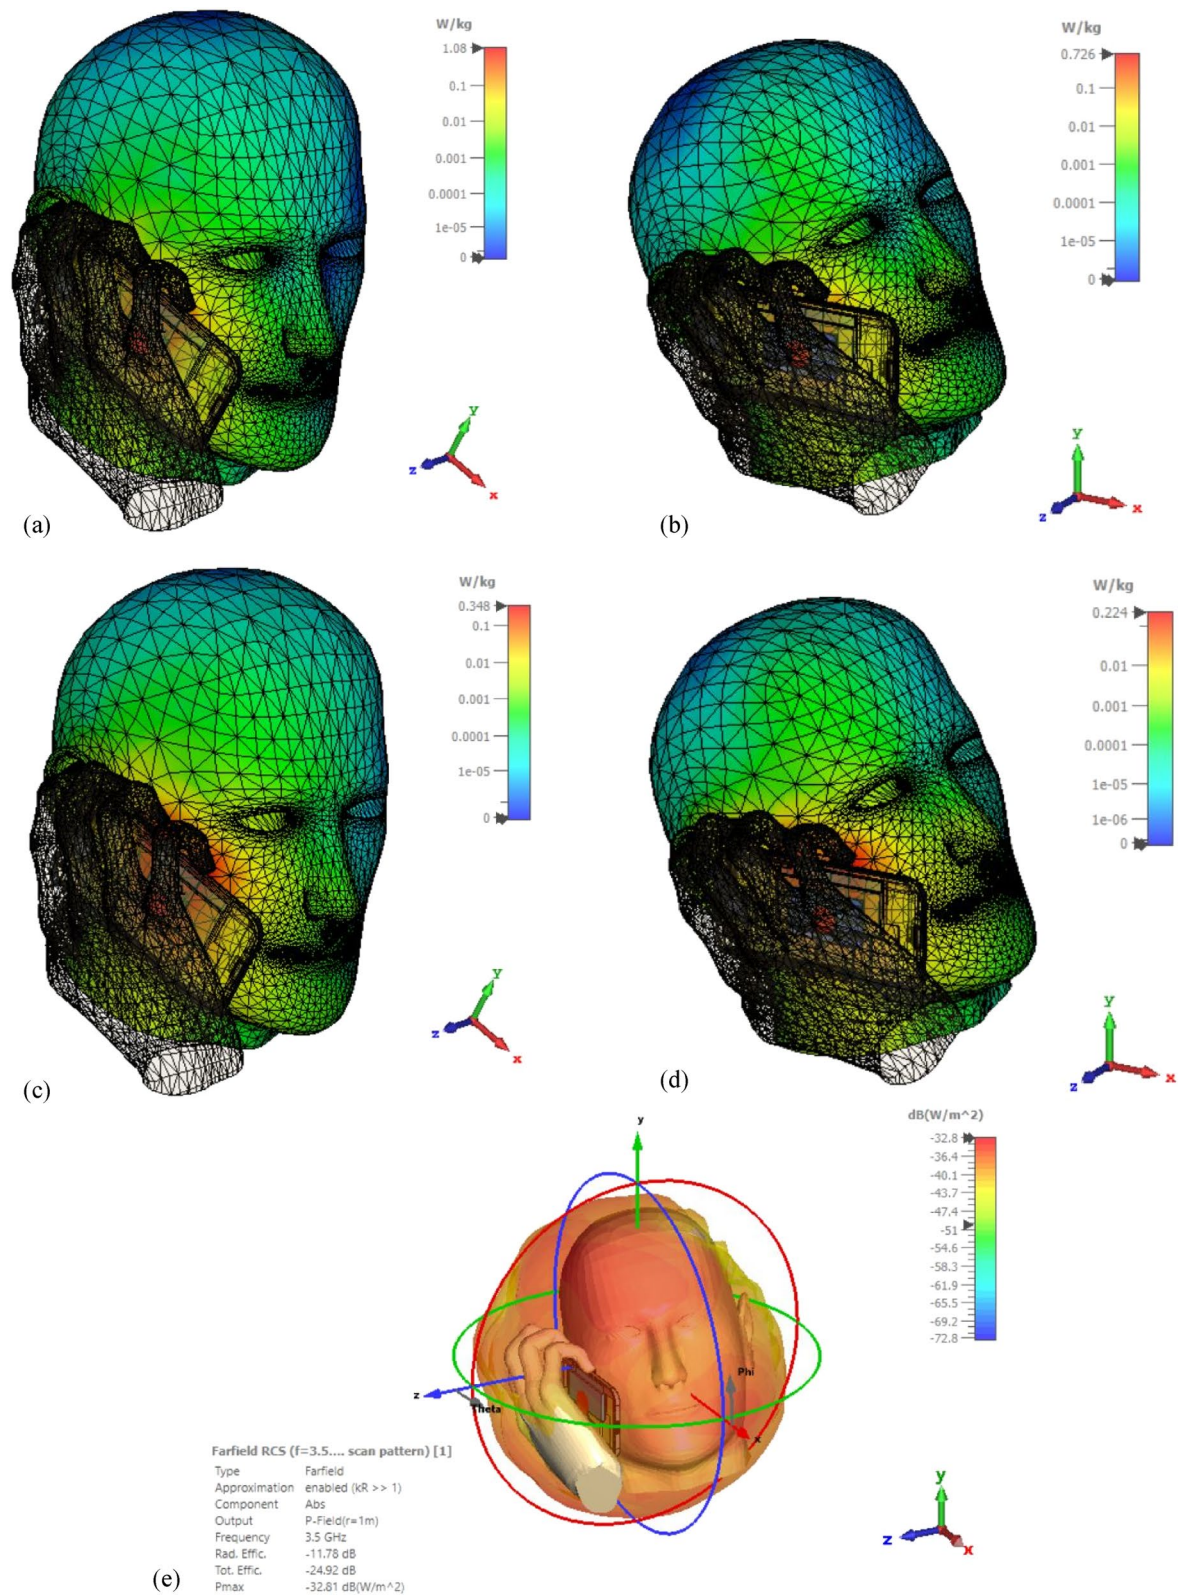 W/kg
1.08
0.1
0.01
0.001
0.0001
1e-05
0
y
z
x
(a)
W/kg
0.726
0.1
0.01
0.001
0.0001
1e-05
0
y
z
x
(b)
W/kg
0.348
0.1
0.01
0.001
0.0001
1e-05
0
y
z
x
(c)
W/kg
0.224
0.01
0.001
0.0001
1e-05
1e-06
0
y
z
x
(d)
dB(W/m^2)
-32.8
-36.4
-40.1
-43.7
-47.4
-51
-54.6
-58.3
-61.9
-65.5
-69.2
-72.8
y
z
Theta
Phi
x
Farfield RCS (f=3.5.... scan pattern) [1]
Type Farfield
Approximation enabled (kR >> 1)
Component Abs
Output P-Field(r=1m)
Frequency 3.5 GHz
Rad. Effic. -11.78 dB
Tot. Effic. -24.92 dB
Pmax -32.81 dB(W/m^2)
y
z
x
(e)